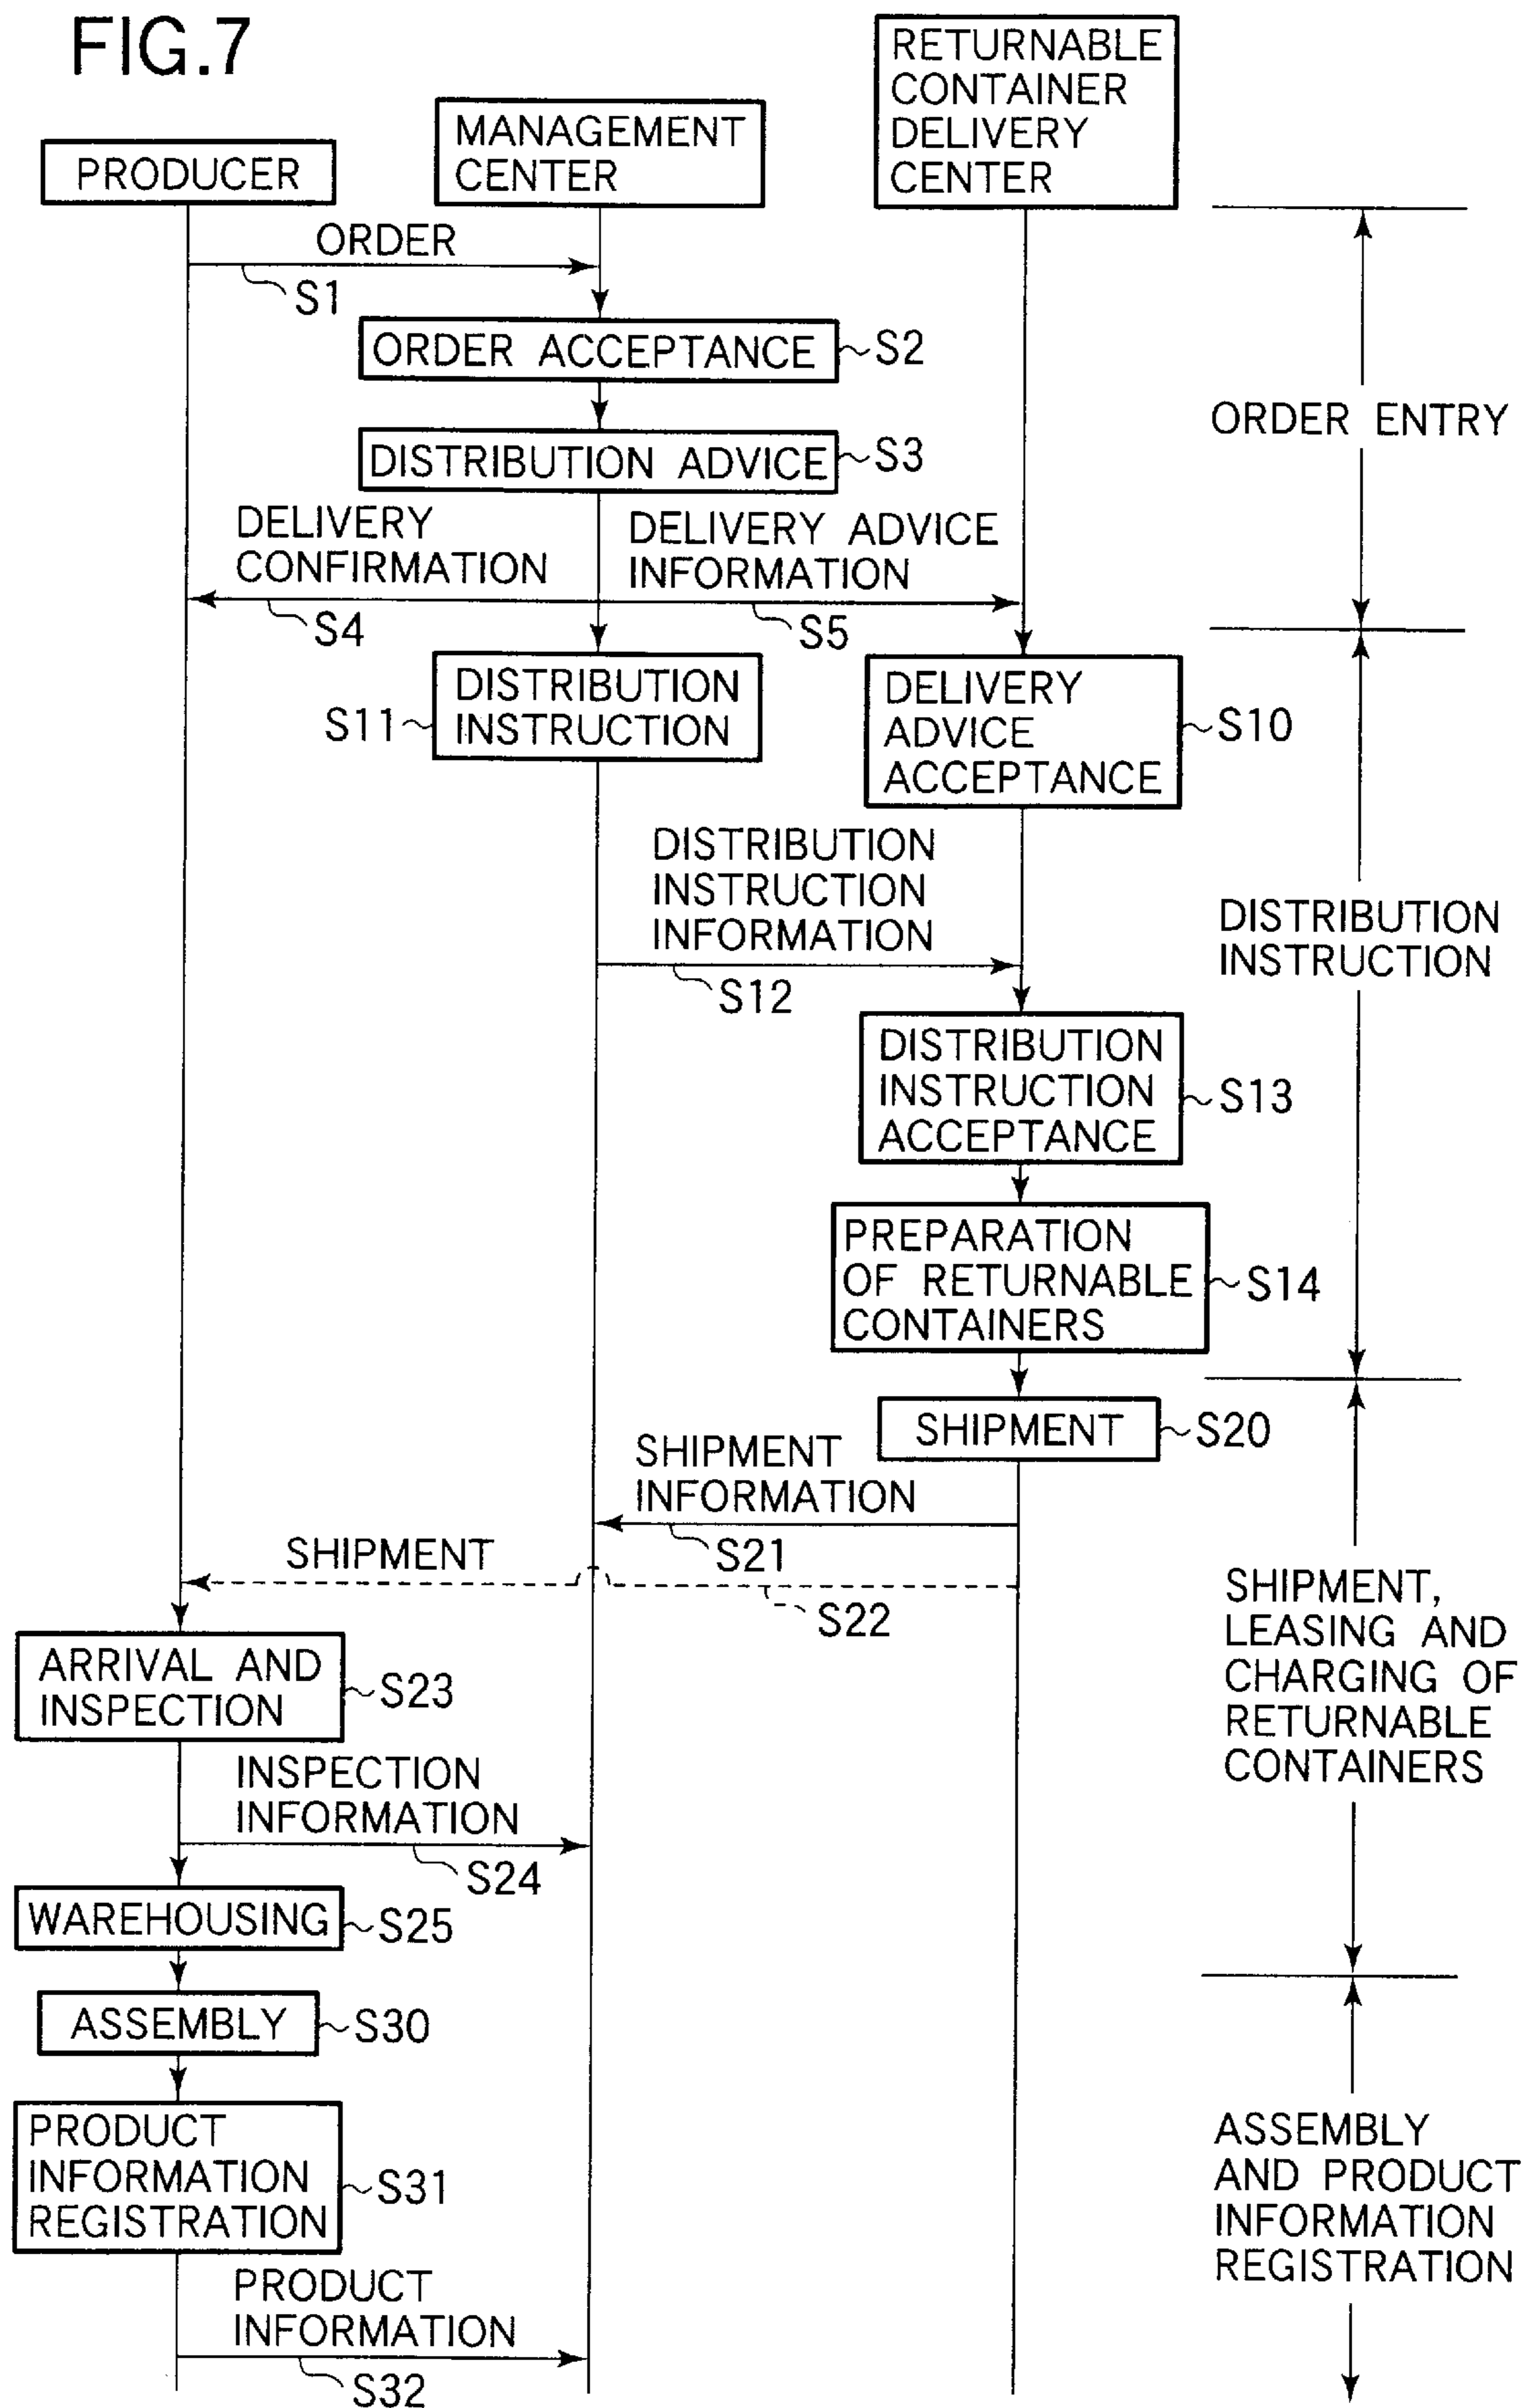 FIG.7
RETURNABLE
CONTAINER
DELIVERY
CENTER
MANAGEMENT
CENTER
PRODUCER
ORDER
S1
ORDER ACCEPTANCE
S2
DISTRIBUTION ADVICE
S3
ORDER ENTRY
DELIVERY
CONFIRMATION
DELIVERY ADVICE
INFORMATION
S4
S5
DISTRIBUTION
INSTRUCTION
S11
DELIVERY
ADVICE
ACCEPTANCE
S10
DISTRIBUTION
INSTRUCTION
INFORMATION
S12
DISTRIBUTION
INSTRUCTION
DISTRIBUTION
INSTRUCTION
ACCEPTANCE
S13
PREPARATION
OF RETURNABLE
CONTAINERS
S14
SHIPMENT
S20
SHIPMENT
INFORMATION
S21
SHIPMENT
S22
SHIPMENT,
LEASING AND
CHARGING OF
RETURNABLE
CONTAINERS
ARRIVAL AND
INSPECTION
S23
INSPECTION
INFORMATION
S24
WAREHOUSING
S25
ASSEMBLY
S30
PRODUCT
INFORMATION
REGISTRATION
S31
ASSEMBLY
AND PRODUCT
INFORMATION
REGISTRATION
PRODUCT
INFORMATION
S32